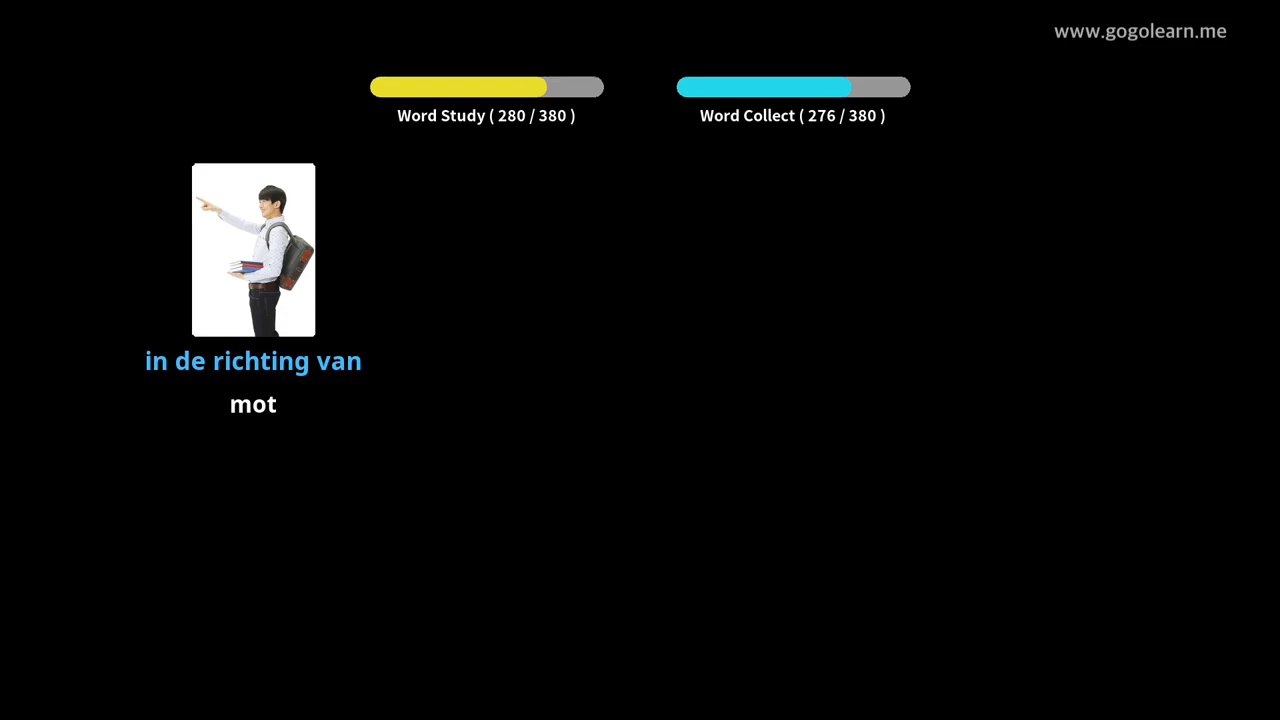 www.gogolearn.me
Word Study ( 280 / 380 )
Word Collect ( 276 / 380 )
in de richting van
mot